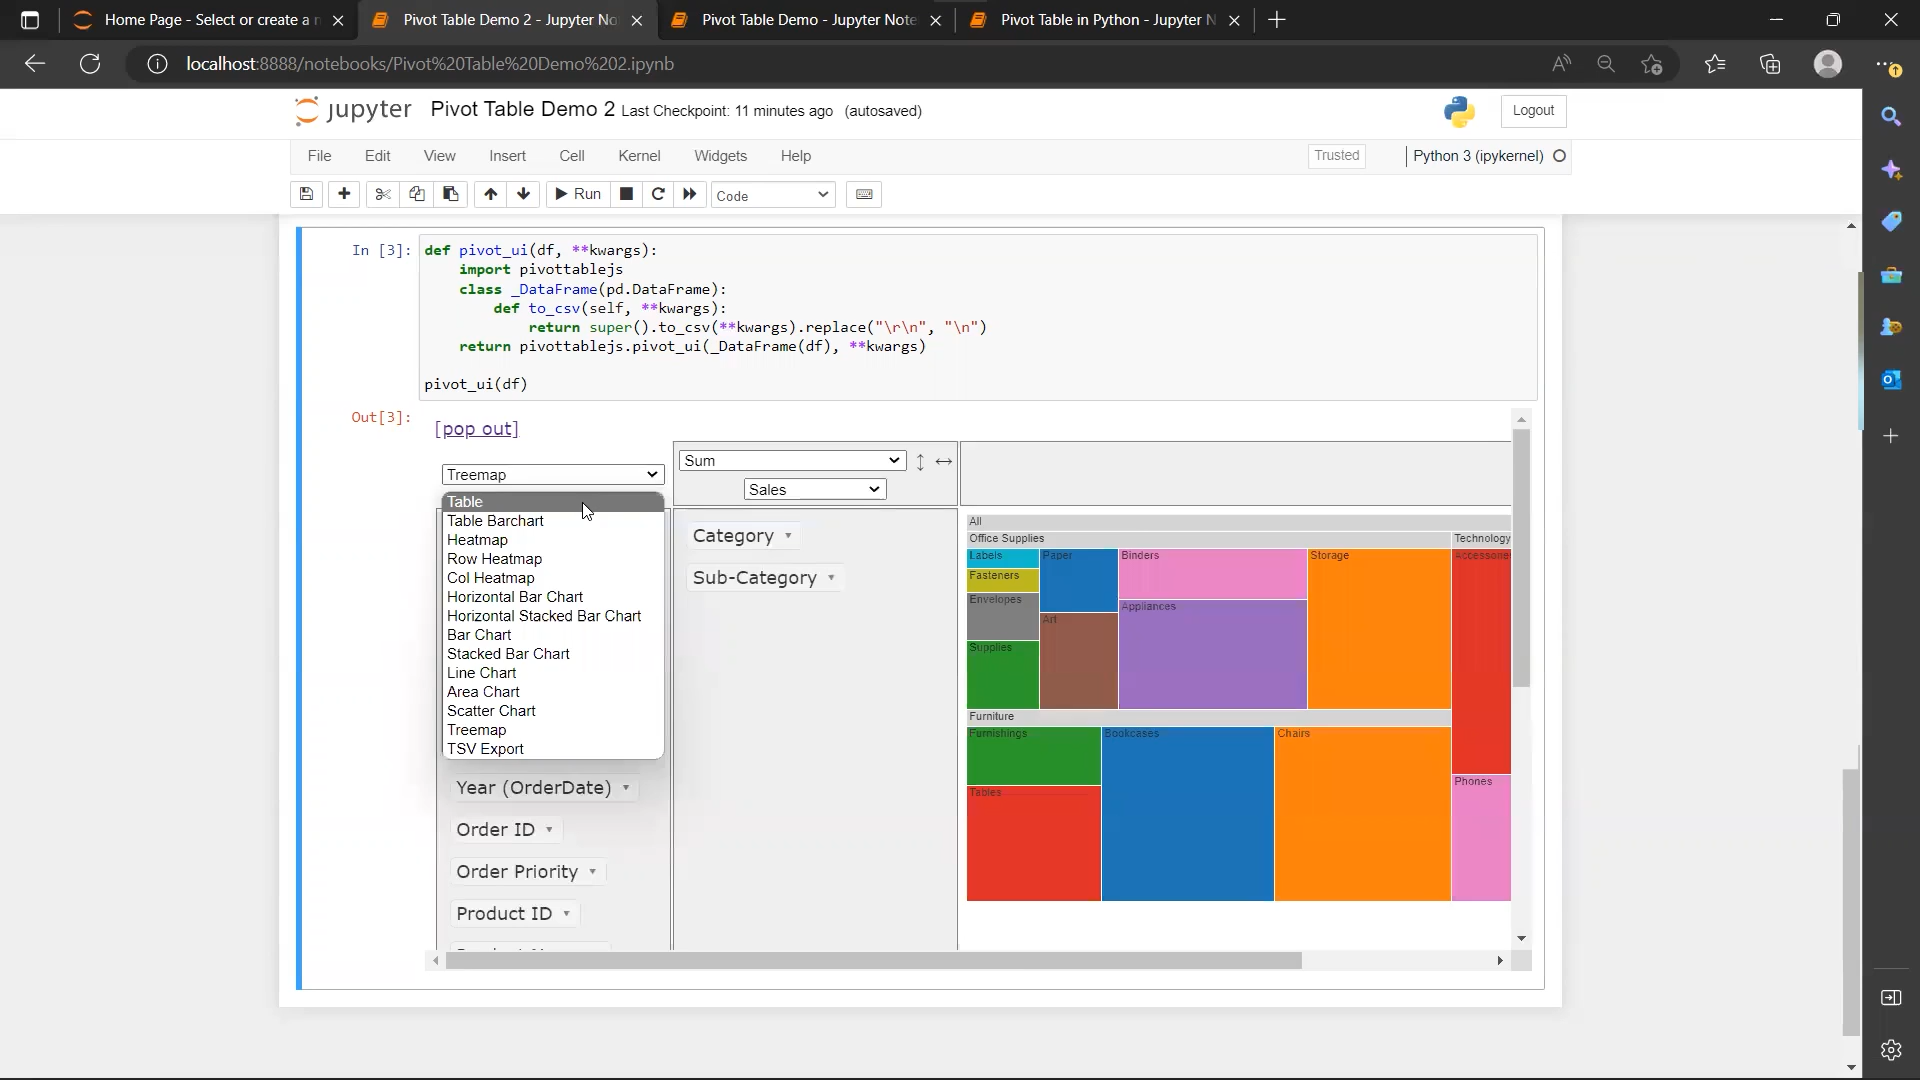 Home Page - Select or create a n
Pivot Table Demo 2 - Jupyter No
Pivot Table Demo - Jupyter Note
Pivot Table in Python - Jupyter N
localhost:8888/notebooks/Pivot%20Table%20Demo%202.ipynb
jupyter Pivot Table Demo 2 Last Checkpoint: 11 minutes ago (autosaved)
Logout
File Edit View Insert Cell Kernel Widgets Help
Trusted
Python 3 (ipykernel)
Run
Code
In [3]:
def pivot_ui(df, **kwargs):
import pivottablejs
class _DataFrame(pd.DataFrame):
def to_csv(self, **kwargs):
return super().to_csv(**kwargs).replace("\r\n", "\n")
return pivottablejs.pivot_ui(_DataFrame(df), **kwargs)
pivot_ui(df)
Out[3]:
[pop out]
Treemap
Sum
Sales
Table
Table Barchart
Heatmap
Row Heatmap
Col Heatmap
Horizontal Bar Chart
Horizontal Stacked Bar Chart
Bar Chart
Stacked Bar Chart
Line Chart
Area Chart
Scatter Chart
Treemap
TSV Export
Year (OrderDate)
Order ID
Order Priority
Product ID
Category
Sub-Category
All
Office Supplies
Technology
Labels
Paper
Binders
Storage
Fasteners
Envelopes
Appliances
Art
Supplies
Furniture
Furnishings
Bookcases
Chairs
Tables
Phones